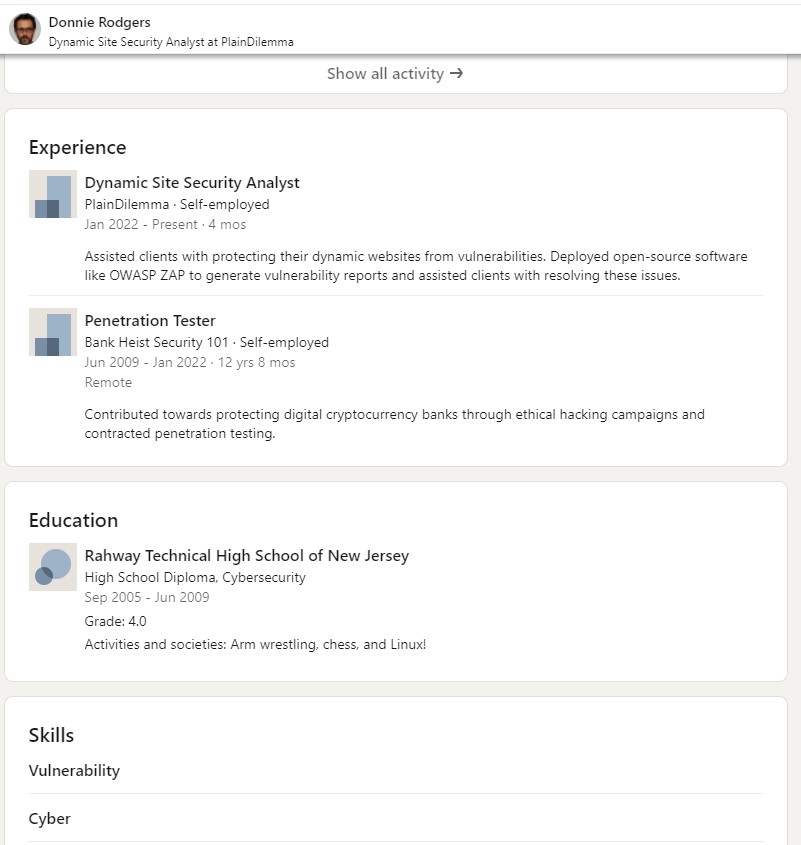 Donnie Rodgers
Dynamic Site Security Analyst at PlainDilemma
Show all activity →
Experience
Dynamic Site Security Analyst
PlainDilemma · Self-employed
Jan 2022 - Present · 4 mos
Assisted clients with protecting their dynamic websites from vulnerabilities. Deployed open-source software
like OWASP ZAP to generate vulnerability reports and assisted clients with resolving these issues.
Penetration Tester
Bank Heist Security 101 · Self-employed
Jun 2009 - Jan 2022 · 12 yrs 8 mos
Remote
Contributed towards protecting digital cryptocurrency banks through ethical hacking campaigns and
contracted penetration testing.
Education
Rahway Technical High School of New Jersey
High School Diploma, Cybersecurity
Sep 2005 - Jun 2009
Grade: 4.0
Activities and societies: Arm wrestling, chess, and Linux!
Skills
Vulnerability
Cyber